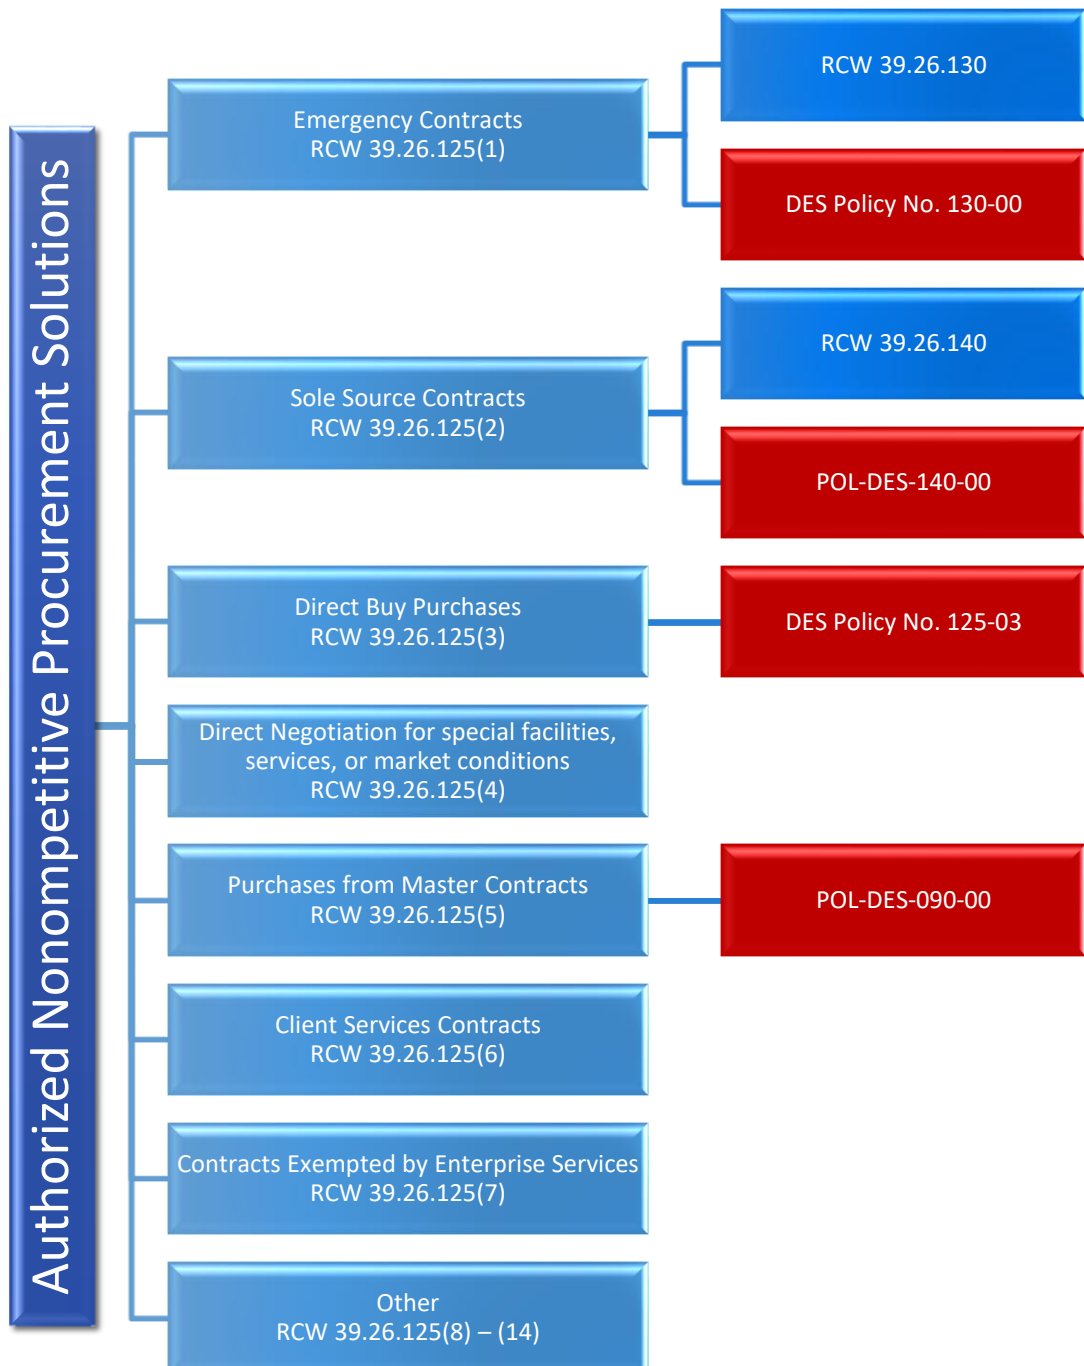 Authorized Nonompetitive Procurement Solutions
Emergency Contracts
RCW 39.26.125(1)
RCW 39.26.130
DES Policy No. 130-00
Sole Source Contracts
RCW 39.26.125(2)
RCW 39.26.140
POL-DES-140-00
Direct Buy Purchases
RCW 39.26.125(3)
DES Policy No. 125-03
Direct Negotiation for special facilities,
services, or market conditions
RCW 39.26.125(4)
Purchases from Master Contracts
RCW 39.26.125(5)
POL-DES-090-00
Client Services Contracts
RCW 39.26.125(6)
Contracts Exempted by Enterprise Services
RCW 39.26.125(7)
Other
RCW 39.26.125(8) – (14)